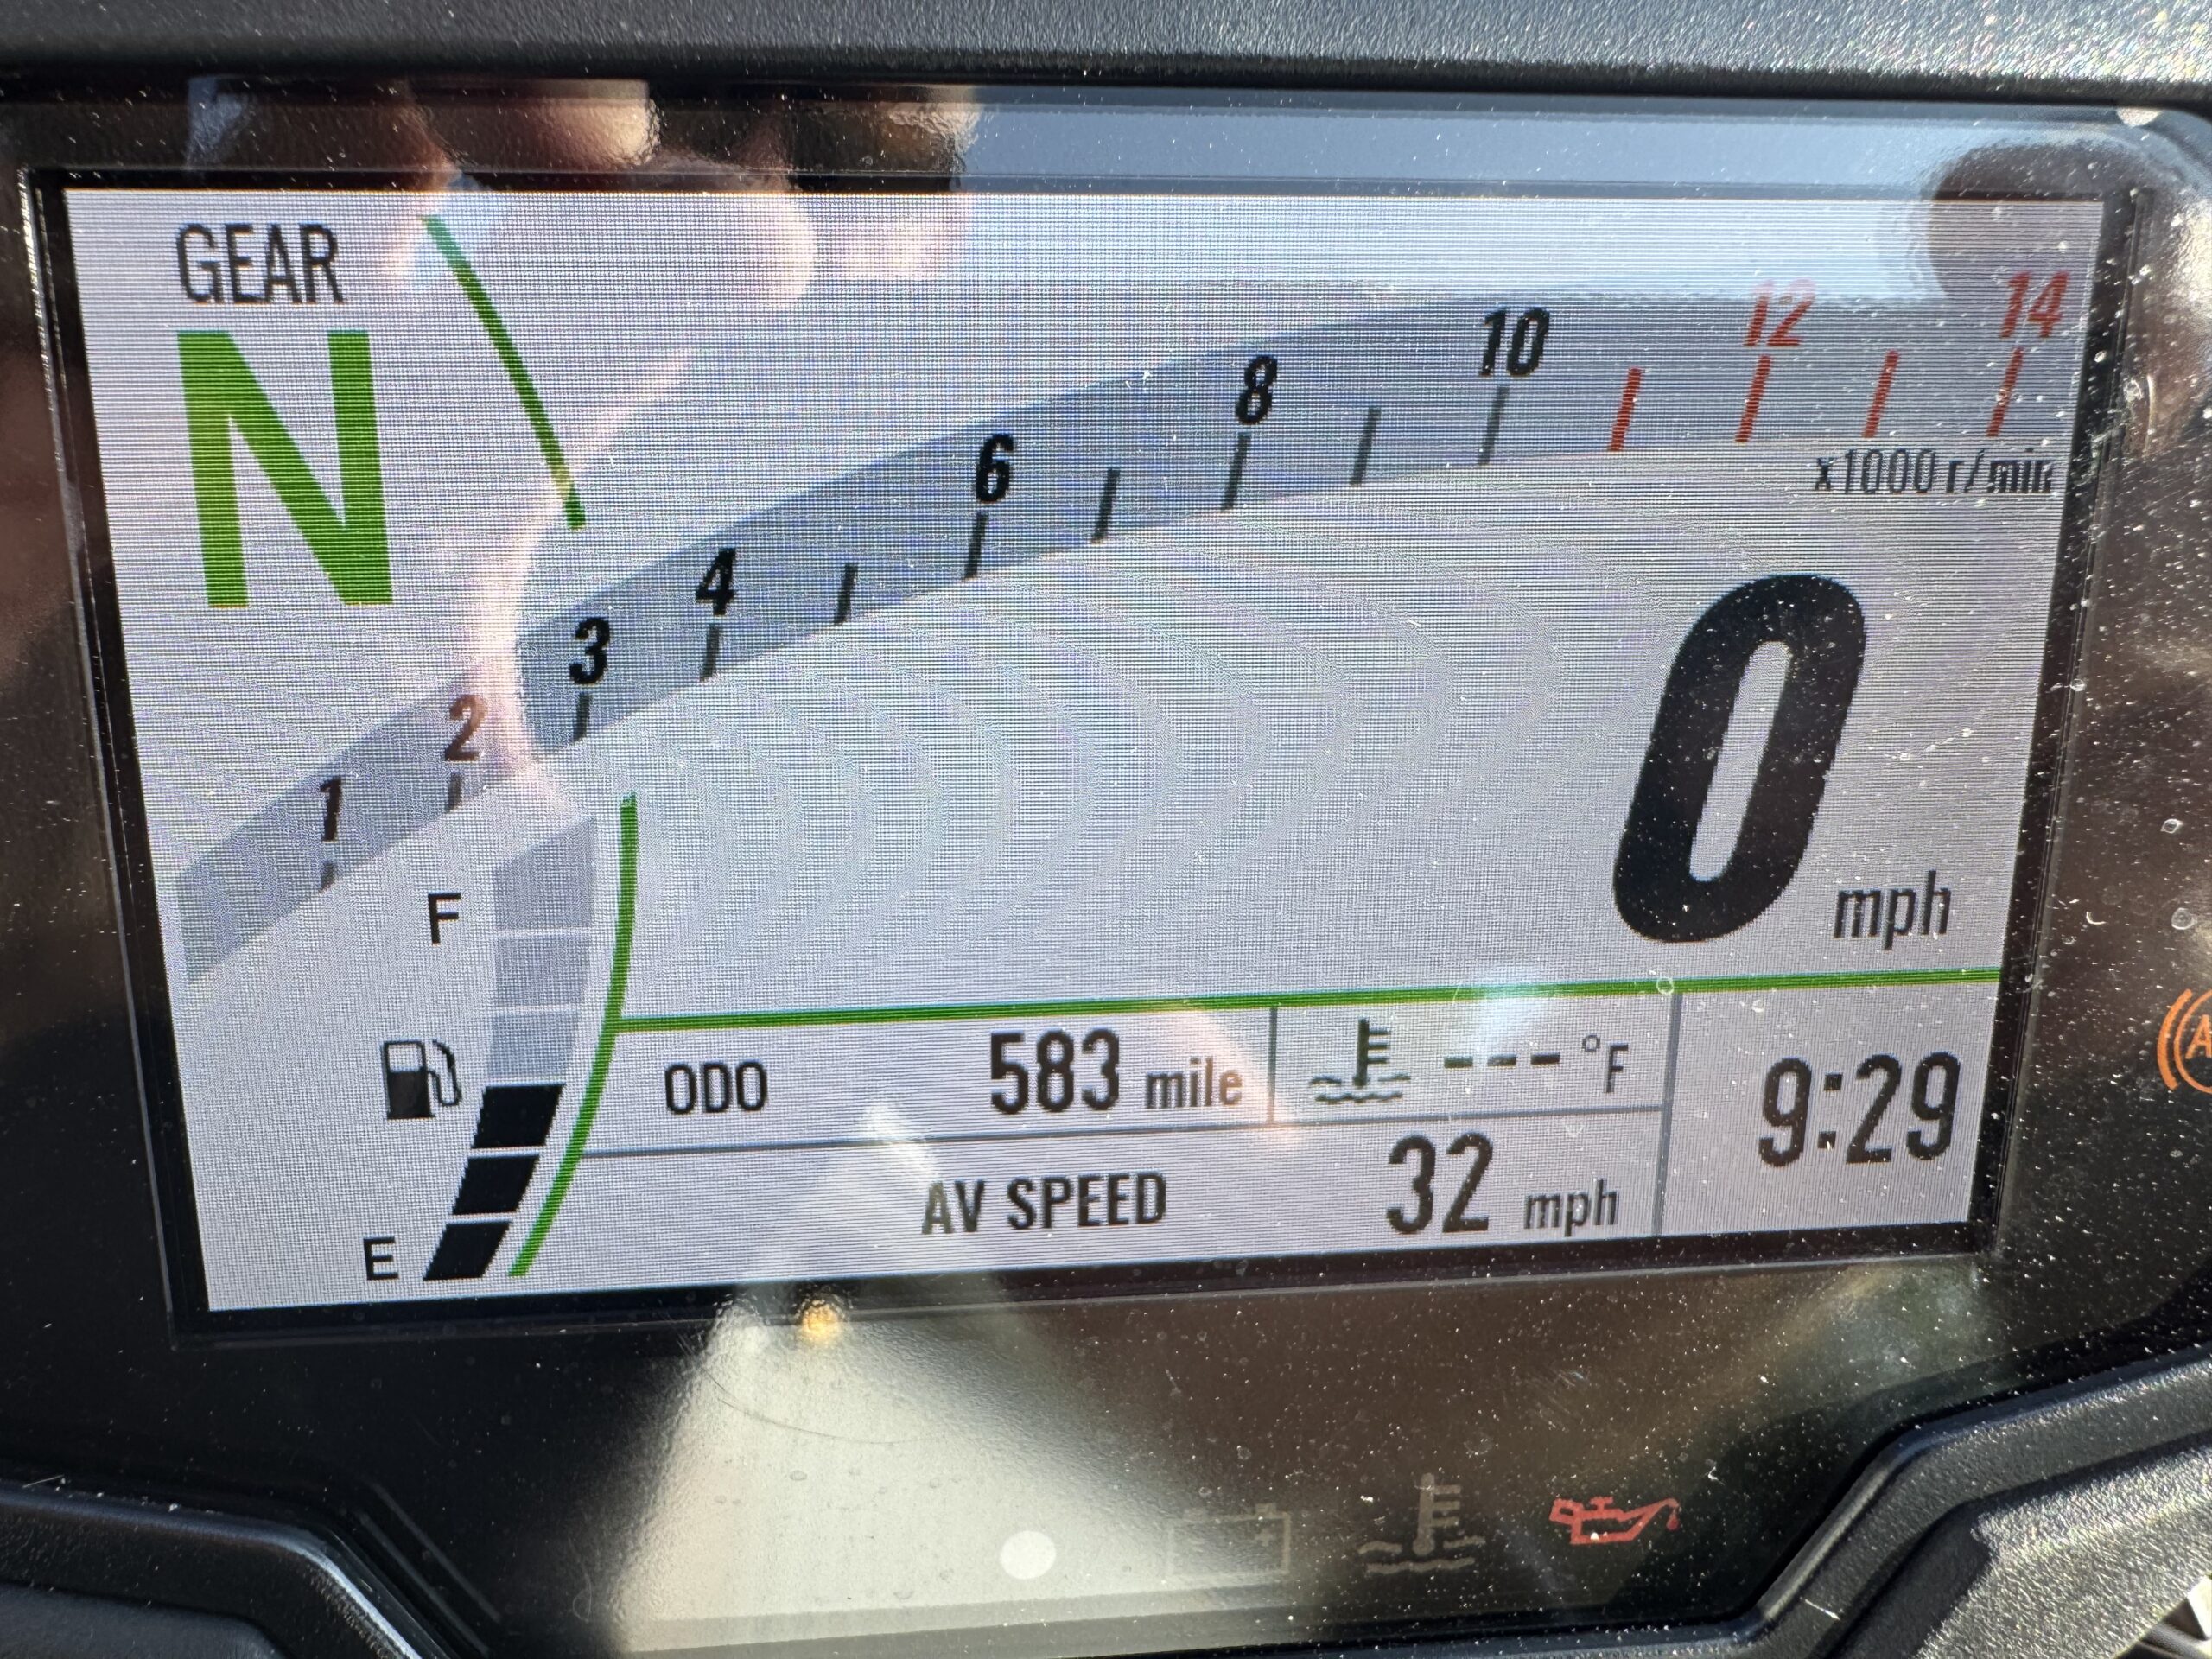 GEAR
N
1 2 3 4 6 8 10 12 14
x1000 r/min
0 mph
F
E
ODO 583 mile
--- °F
AV SPEED 32 mph
9:29